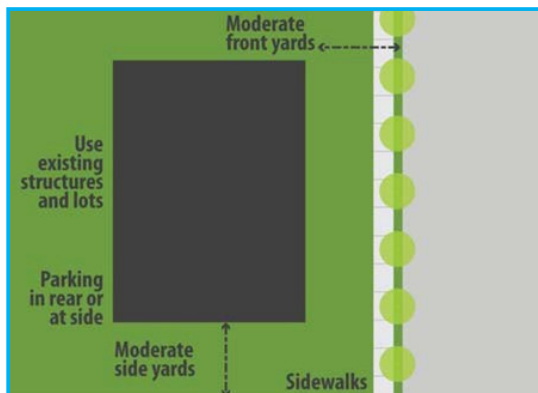 Moderate
front yards
Use
existing
structures
and lots
Parking
in rear or
at side
Moderate
side yards
Sidewalks